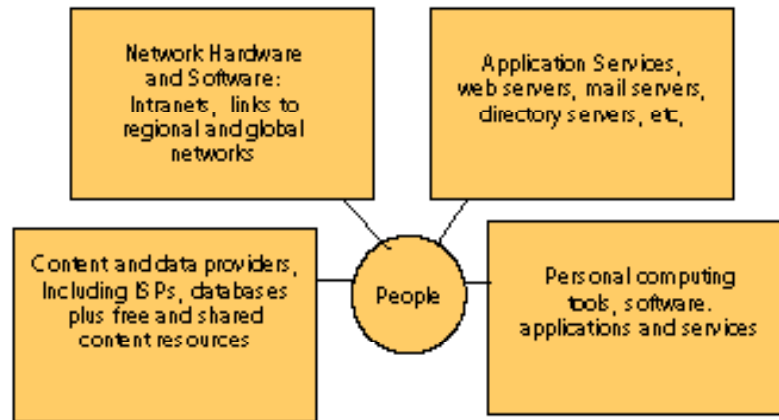 Network Hardware
and Software:
Intranets, links to
regional and global
networks
Application Services,
web servers, mail servers,
directory servers, etc,
Content and data providers,
Including ISPs, databases
plus free and shared
content resources
People
Personal computing
tools, software.
applications and services